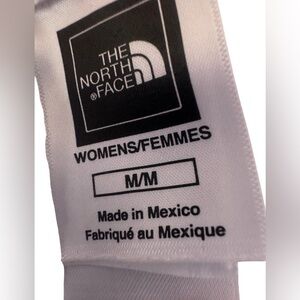 THE
NORTH
®FACE
WOMENS/FEMMES
M/M
Made in Mexico
Fabriqué au Mexique